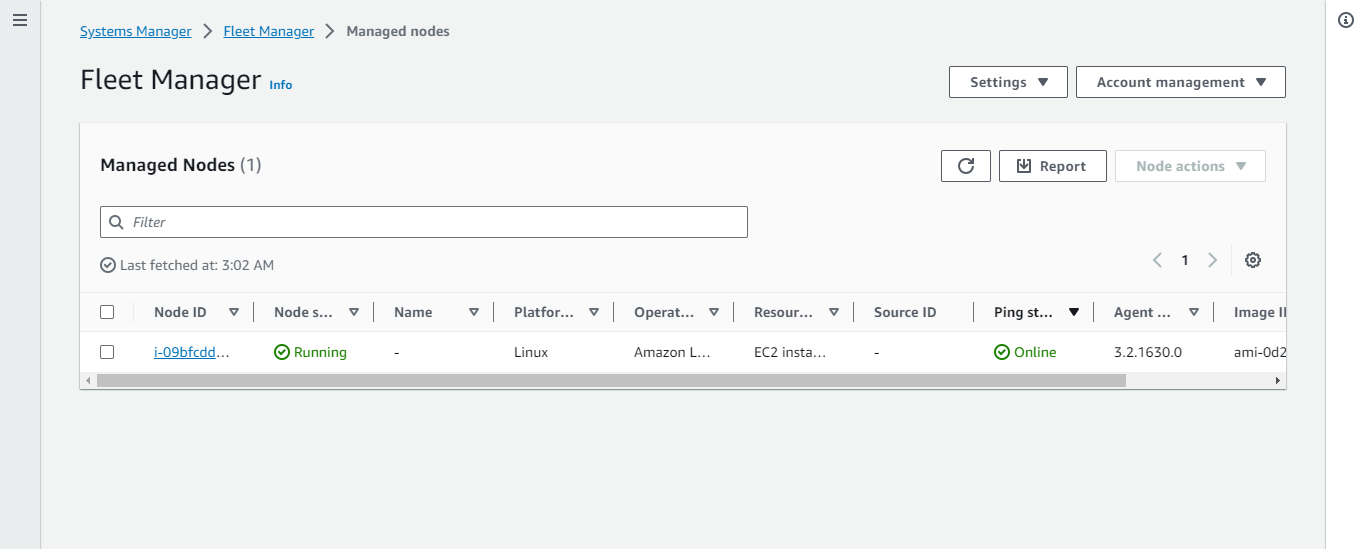 Systems Manager > Fleet Manager > Managed nodes
Fleet Manager Info
Settings Account management
Managed Nodes (1)
Report Node actions
Filter
Last fetched at: 3:02 AM
1
Node ID Node s... Name Platfor... Operat... Resour... Source ID Ping st... Agent ... Image
i-09bfcdd... Running - Linux Amazon L... EC2 insta... - Online 3.2.1630.0 ami-0d2